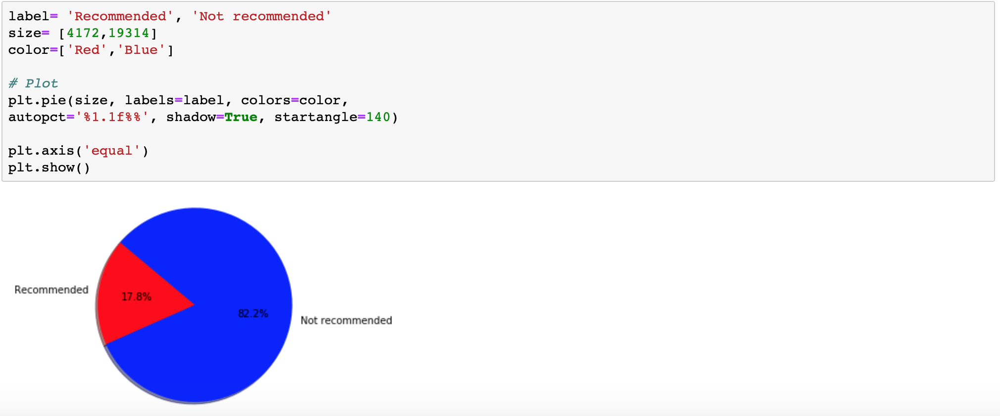 label= 'Recommended', 'Not recommended'
size= [4172,19314]
color=['Red','Blue']
# Plot
plt.pie(size, labels=label, colors=color,
autopct='%1.1f%%', shadow=True, startangle=140)
plt.axis('equal')
plt.show()
Recommended
17.8%
82.2%
Not recommended